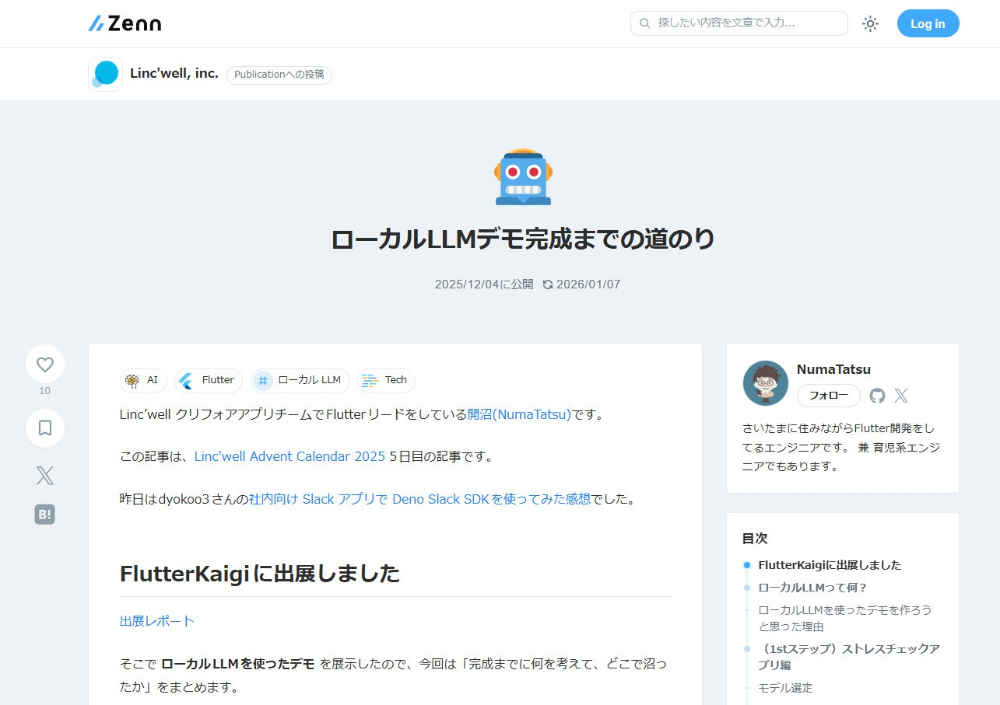 Zenn
探したい内容を文章で入力...
Log in
Linc'well, inc.
Publicationへの投稿
ローカルLLMデモ完成までの道のり
2025/12/04に公開
2026/01/07
10
B!
AI
Flutter
ローカル LLM
Tech
Linc’well クリフォアアプリチームでFlutterリードをしている開沼(NumaTatsu)です。
この記事は、Linc'well Advent Calendar 2025 5日目の記事です。
昨日はdyokoo3さんの社内向け Slack アプリで Deno Slack SDKを使ってみた感想でした。
FlutterKaigiに出展しました
出展レポート
そこで ローカルLLMを使ったデモ を展示したので、今回は「完成までに何を考えて、どこで沼っ
たか」をまとめます。
NumaTatsu
フォロー
さいたまに住みながらFlutter開発をし
てるエンジニアです。 兼 育児系エンジ
ニアでもあります。
目次
FlutterKaigiに出展しました
ローカルLLMって何？
ローカルLLMを使ったデモを作ろう
と思った理由
（1stステップ）ストレスチェックア
プリ編
モデル選定